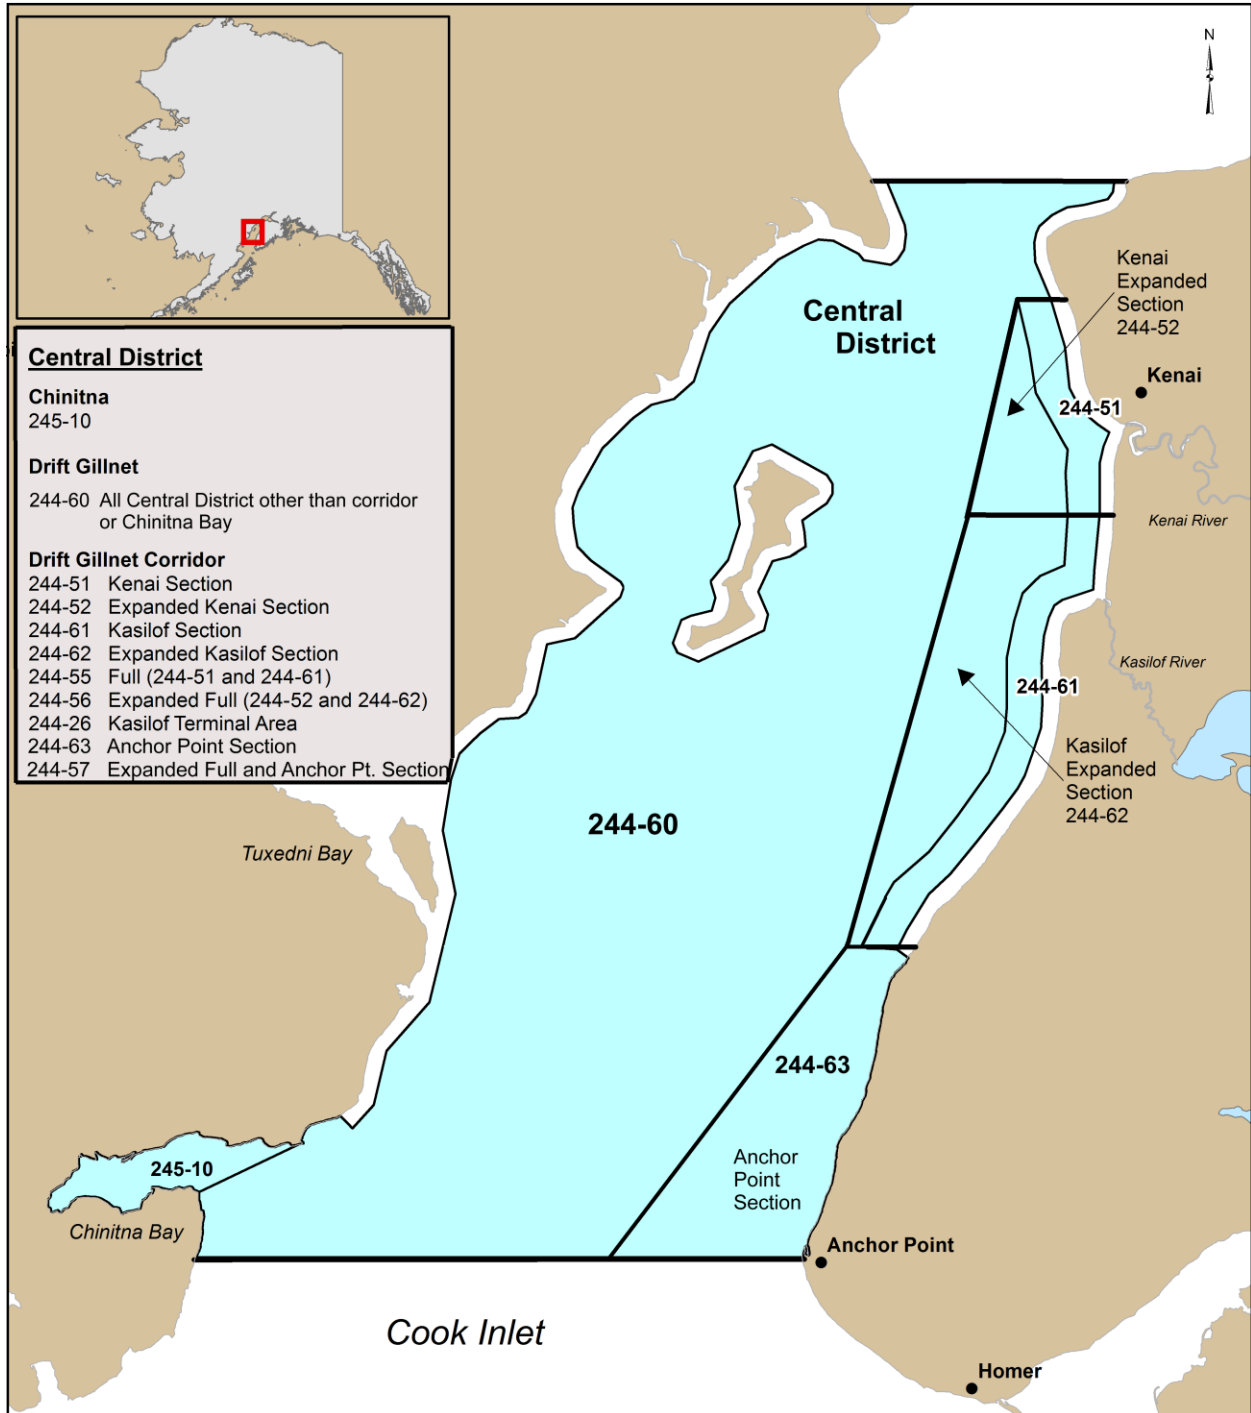 N
Central District
Chinitna
245-10
Drift Gillnet
244-60 All Central District other than corridor
or Chinitna Bay
Drift Gillnet Corridor
244-51 Kenai Section
244-52 Expanded Kenai Section
244-61 Kasilof Section
244-62 Expanded Kasilof Section
244-55 Full (244-51 and 244-61)
244-56 Expanded Full (244-52 and 244-62)
244-26 Kasilof Terminal Area
244-63 Anchor Point Section
244-57 Expanded Full and Anchor Pt. Section
Central
District
Kenai
Expanded
Section
244-52
Kenai
244-51
Kenai River
Kasilof River
244-61
Kasilof
Expanded
Section
244-62
244-60
Tuxedni Bay
244-63
Anchor
Point
Section
245-10
Chinitna Bay
Anchor Point
Cook Inlet
Homer